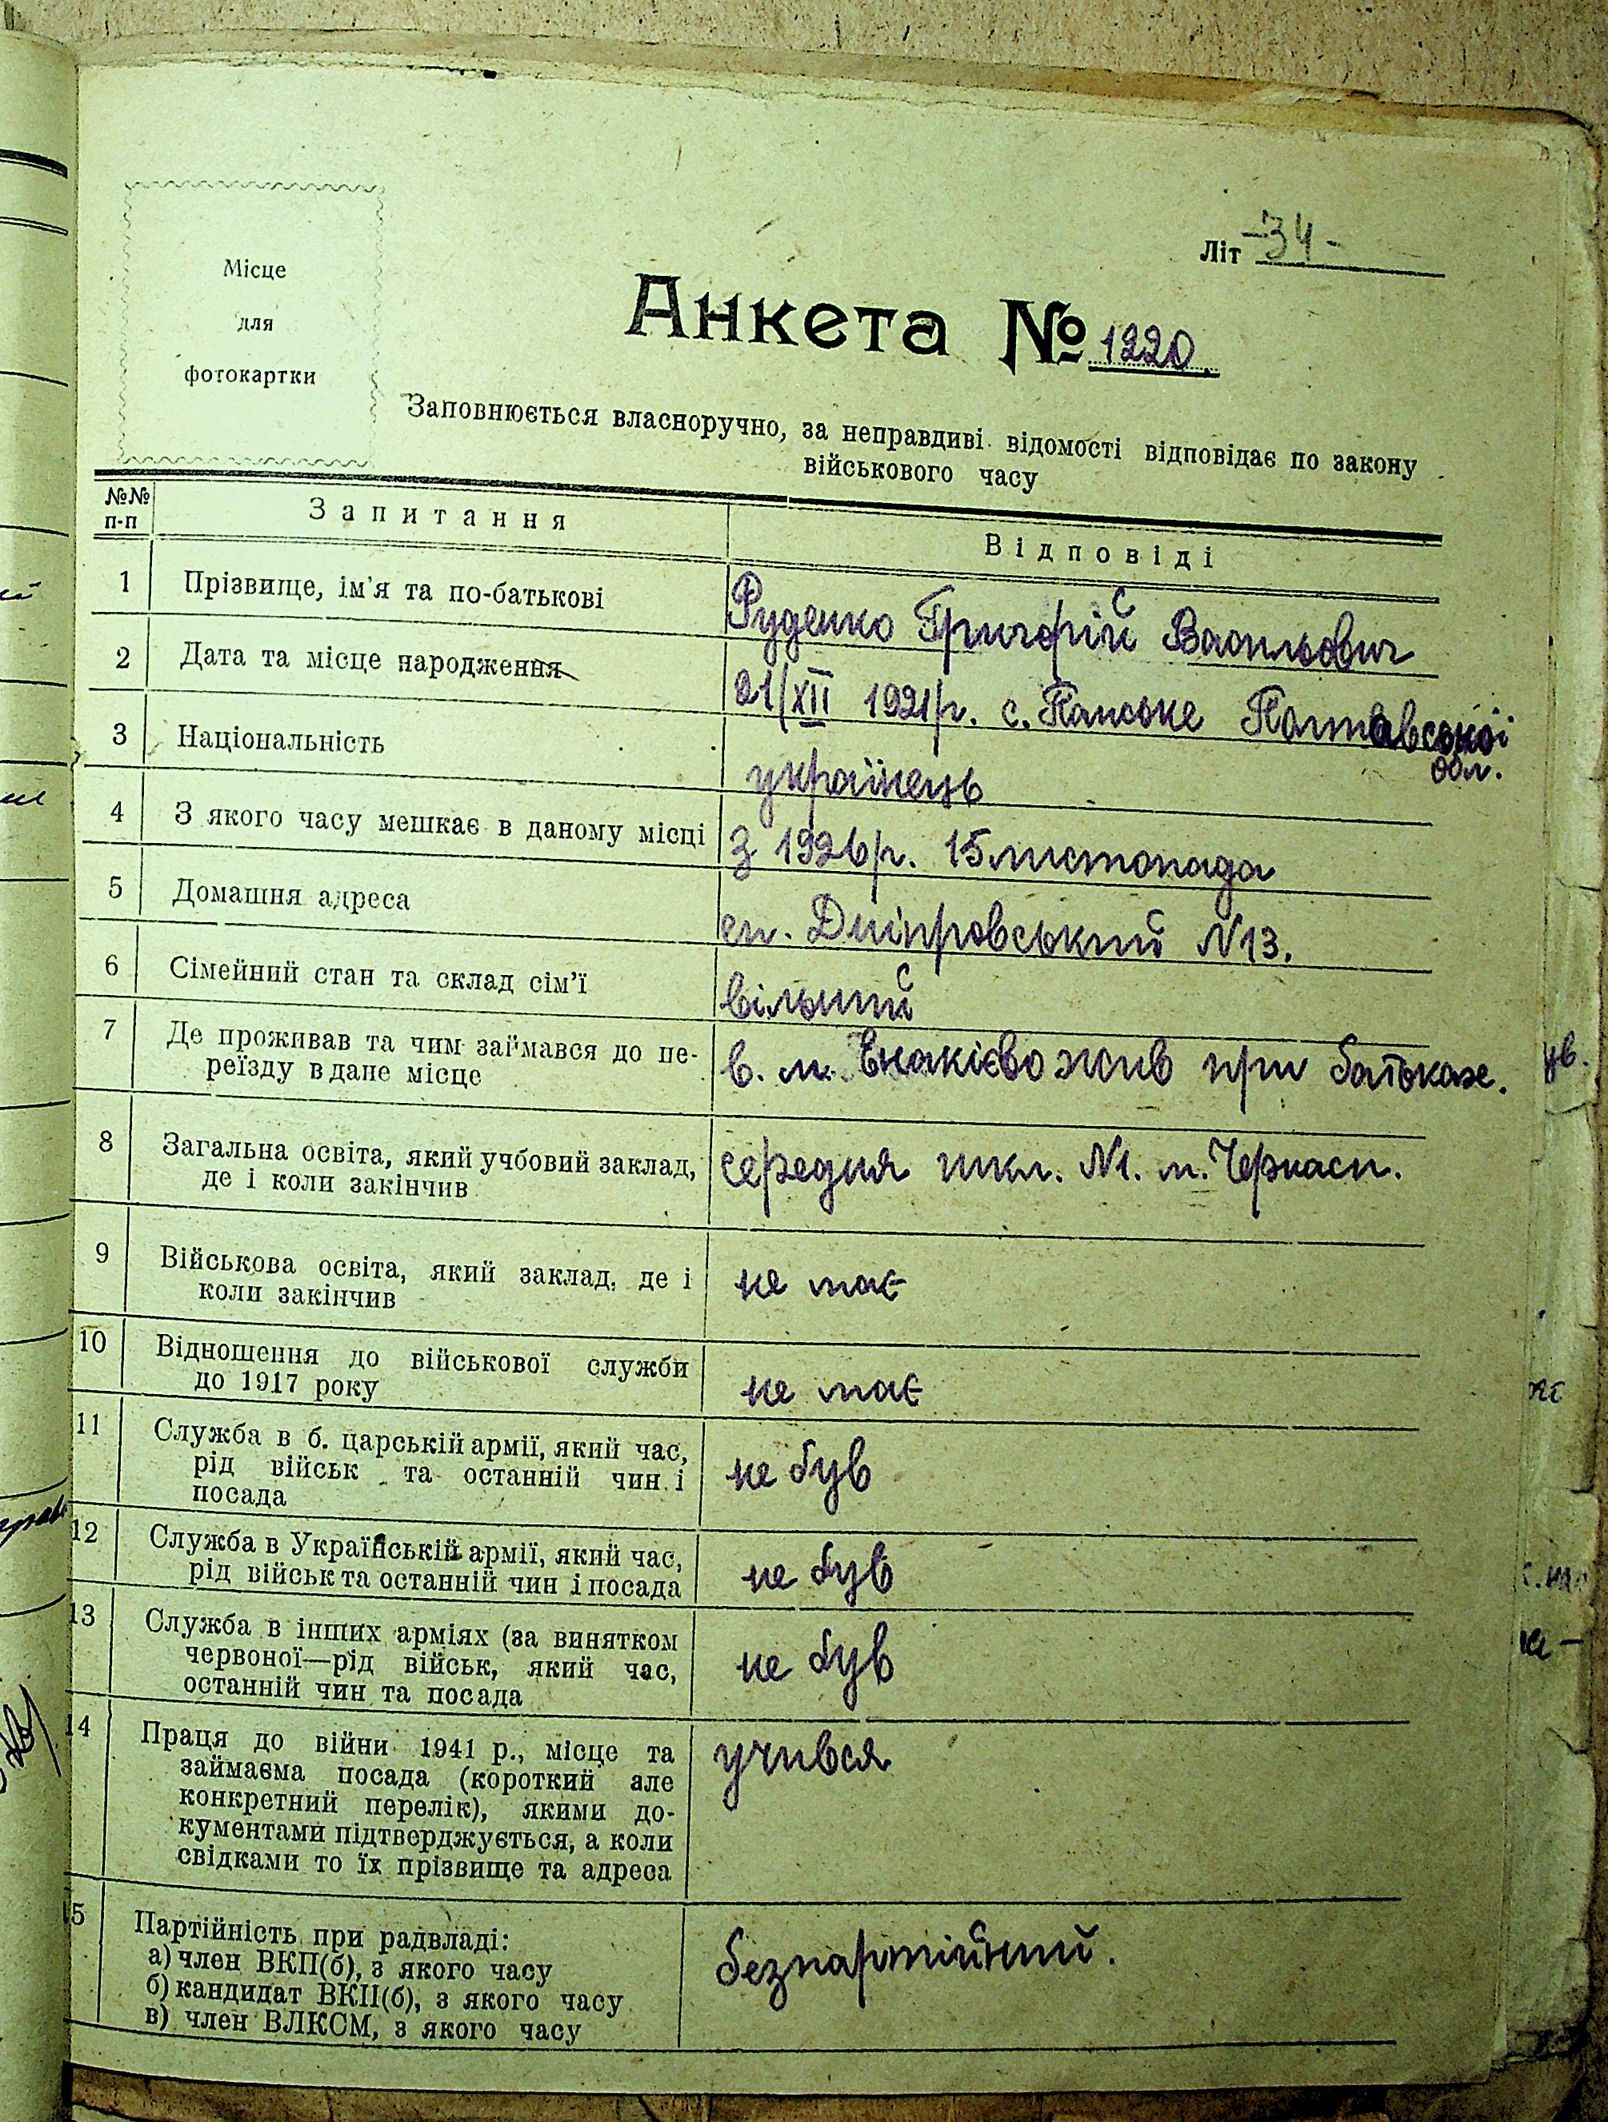 Місце
для
фотокартки
Літ -34-
Анкета № 1220.
Заповнюється власноручно, за неправдиві відомості відповідає по закону
військового часу
№№
п-п
Запитання
Відповіді
1 Прізвище, ім'я та по-батькові
Руденко Григорій Васильович
2 Дата та місце народження
21/XII 1921 р. с. Панське Полтавської
обл.
3 Національність
українець
4 З якого часу мешкає в даному місці
З 1926 р. 15 листопада
5 Домашня адреса
сп. Дніпровський N 13.
6 Сімейний стан та склад сім'ї
вільний
7 Де проживав та чим займався до пе-
реїзду в дане місце
в. м. Єнакієво жив при батьках.
8 Загальна освіта, який учбовий заклад,
де і коли закінчив
середня шкл. N1. м. Черкаси.
9 Військова освіта, який заклад, де і
коли закінчив
не має
10 Відношення до військової служби
до 1917 року
не має
11 Служба в б. царській армії, який час,
рід військ та останній чин і
посада
не був
12 Служба в Українській армії, який час,
рід військ та останній чин і посада
не був
13 Служба в інших арміях (за винятком
червоної—рід військ, який час,
останній чин та посада
не був
14 Праця до війни 1941 р., місце та
займаєма посада (короткий але
конкретний перелік), якими до-
кументами підтверджується, а коли
свідками то їх прізвище та адреса
учився
5 Партійність при радвладі:
а) член ВКП(б), з якого часу
б) кандидат ВКП(б), з якого часу
в) член ВЛКСМ, з якого часу
безпартійний.